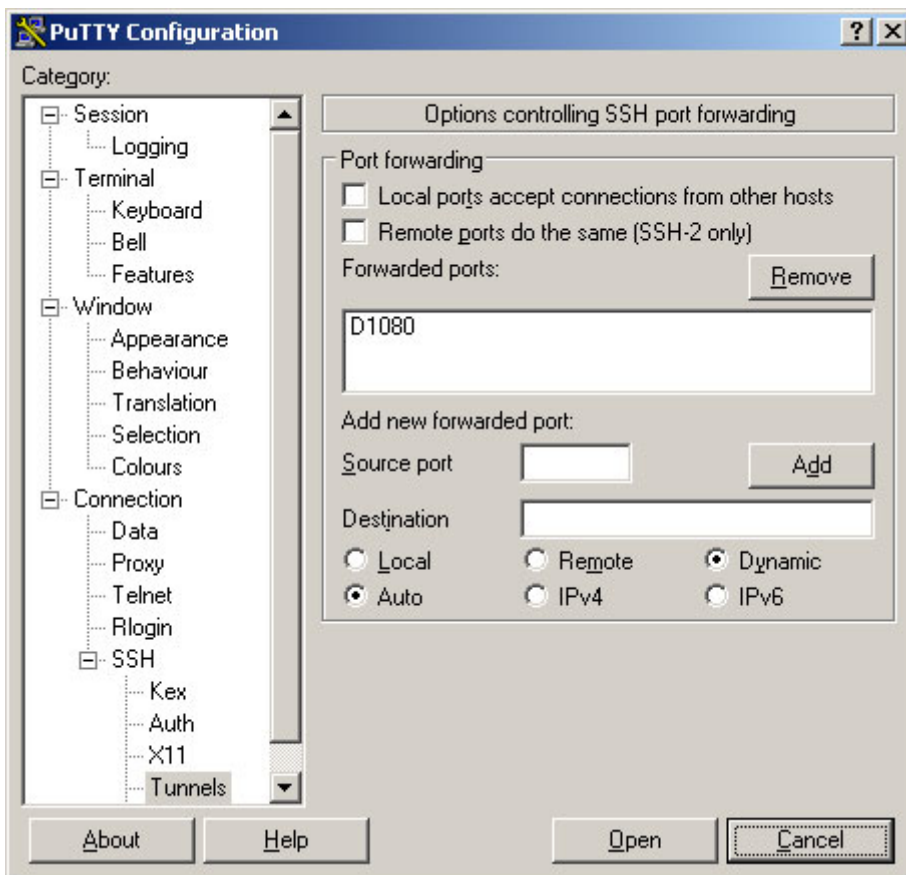 PuTTY Configuration
Category:
Session
Logging
Terminal
Keyboard
Bell
Features
Window
Appearance
Behaviour
Translation
Selection
Colours
Connection
Data
Proxy
Telnet
Rlogin
SSH
Kex
Auth
X11
Tunnels
Options controlling SSH port forwarding
Port forwarding
Local ports accept connections from other hosts
Remote ports do the same (SSH-2 only)
Forwarded ports:
Remove
D1080
Add new forwarded port:
Source port
Add
Destination
Local Remote Dynamic
Auto IPv4 IPv6
About Help Open Cancel